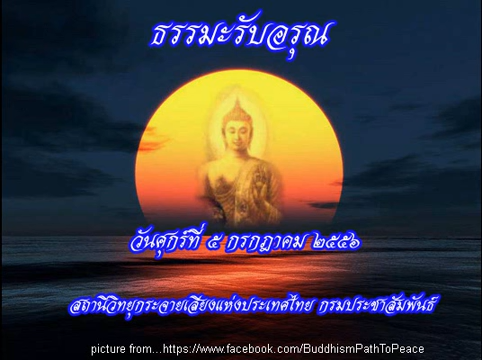 ธรรมะรับอรุณ
วันศุกร์ที่ ๕ กรกฎาคม ๒๕๕๖
สถานีวิทยุกระจายเสียงแห่งประเทศไทย กรมประชาสัมพันธ์
picture from...https://www.facebook.com/BuddhismPathToPeace